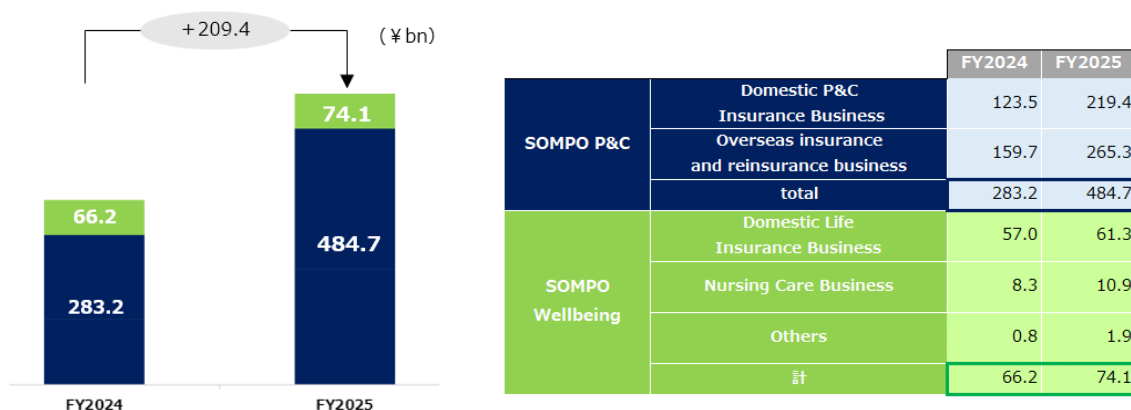 +209.4
(¥bn)
74.1
66.2
484.7
283.2
FY2024
FY2025
FY2024 FY2025
SOMPO P&C
Domestic P&C
Insurance Business
123.5 219.4
Overseas insurance
and reinsurance business
159.7 265.3
total
283.2 484.7
SOMPO
Wellbeing
Domestic Life
Insurance Business
57.0 61.3
Nursing Care Business
8.3 10.9
Others
0.8 1.9
計
66.2 74.1